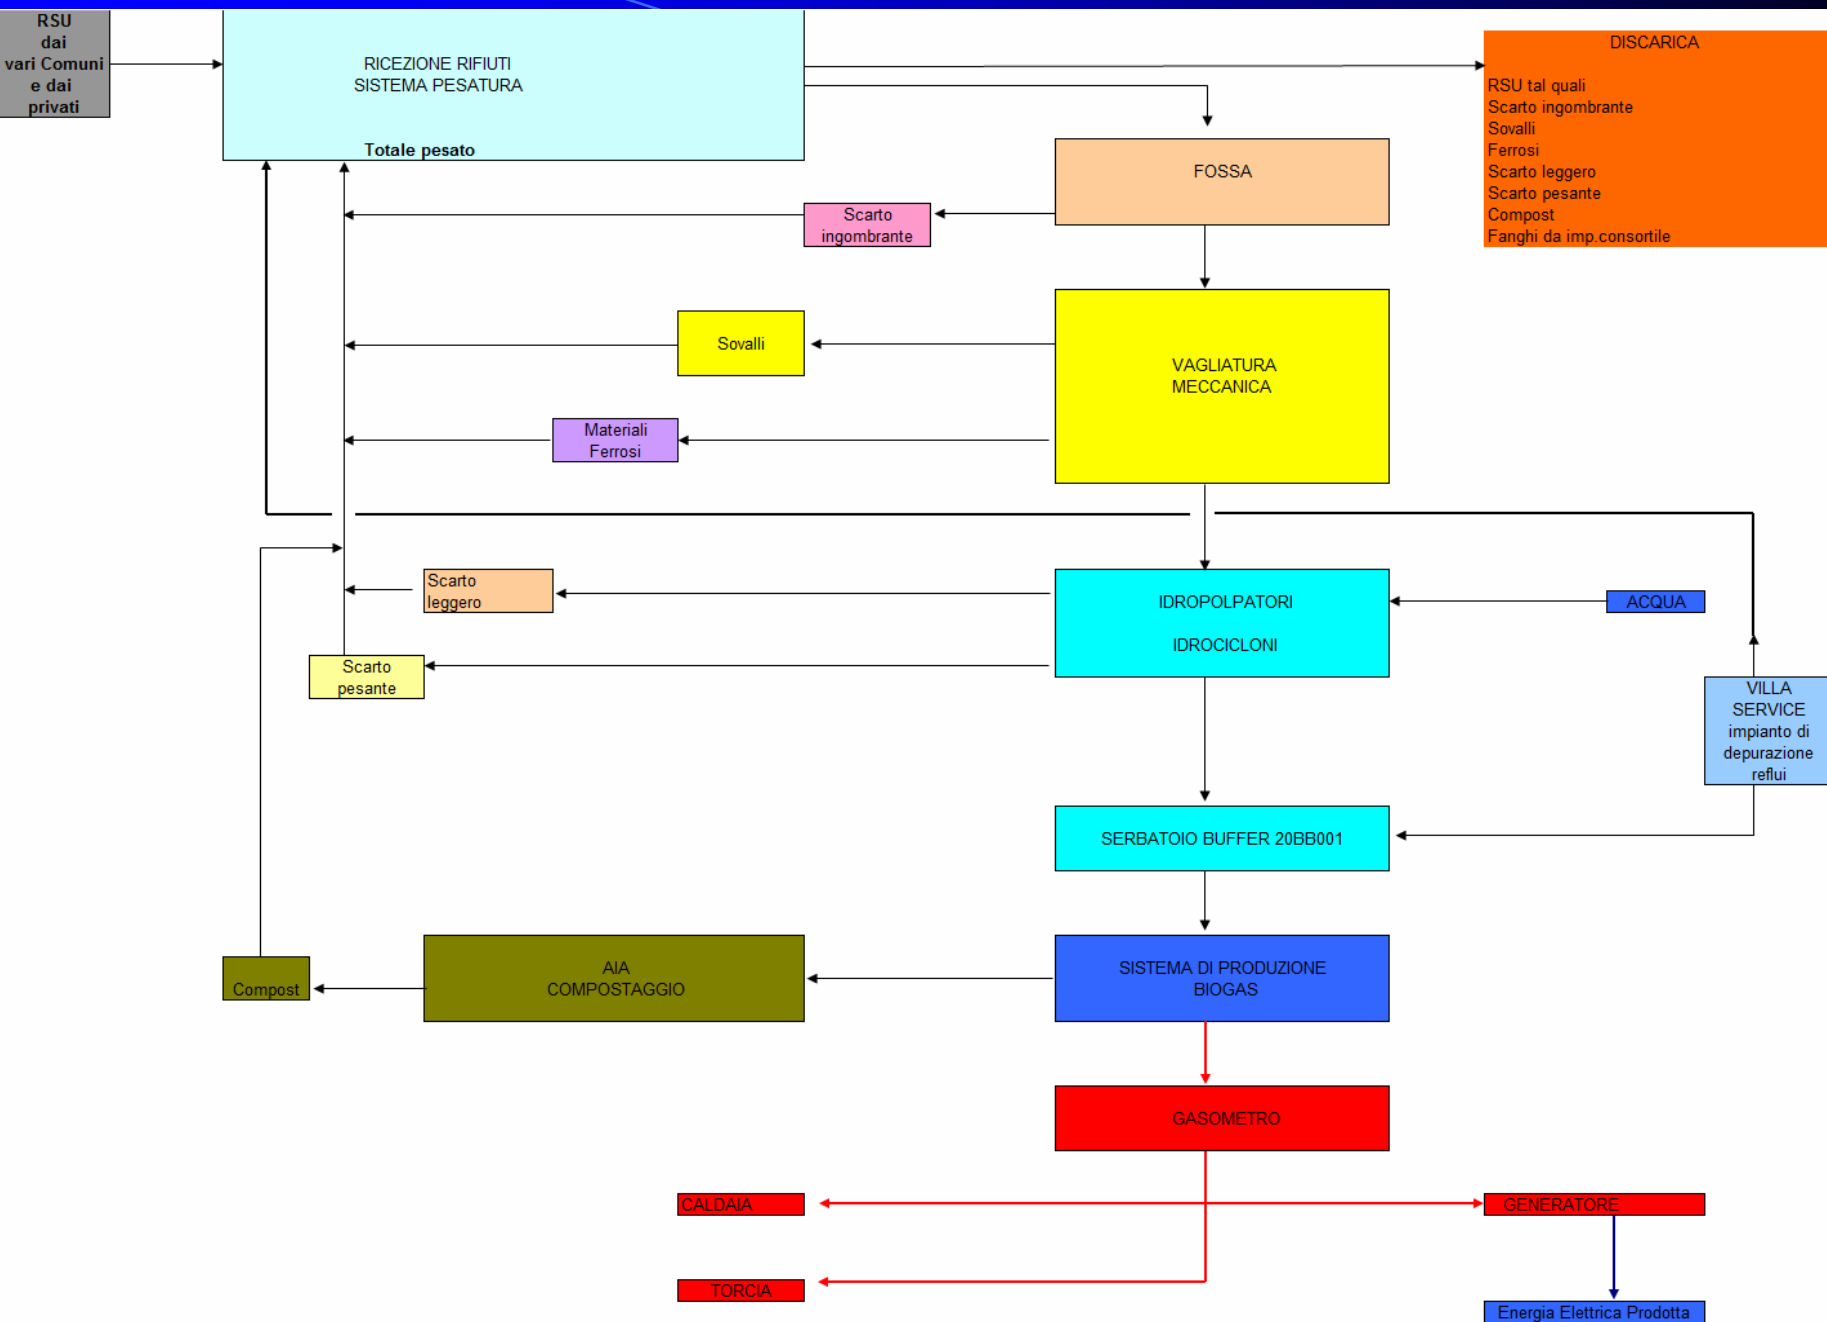 RSU
dai
vari Comuni
e dai
privati
RICEZIONE RIFIUTI
SISTEMA PESATURA
Totale pesato
DISCARICA
RSU tal quali
Scarto ingombrante
Sovalli
Ferrosi
Scarto leggero
Scarto pesante
Compost
Fanghi da imp.consortile
FOSSA
Scarto
ingombrante
Sovalli
VAGLIATURA
MECCANICA
Materiali
Ferrosi
Scarto
leggero
IDROPOLPATORI
IDROCICLONI
ACQUA
Scarto
pesante
VILLA
SERVICE
impianto di
depurazione
reflui
SERBATOIO BUFFER 20BB001
Compost
AIA
COMPOSTAGGIO
SISTEMA DI PRODUZIONE
BIOGAS
GASOMETRO
CALDAIA
GENERATORE
TORCIA
Energia Elettrica Prodotta